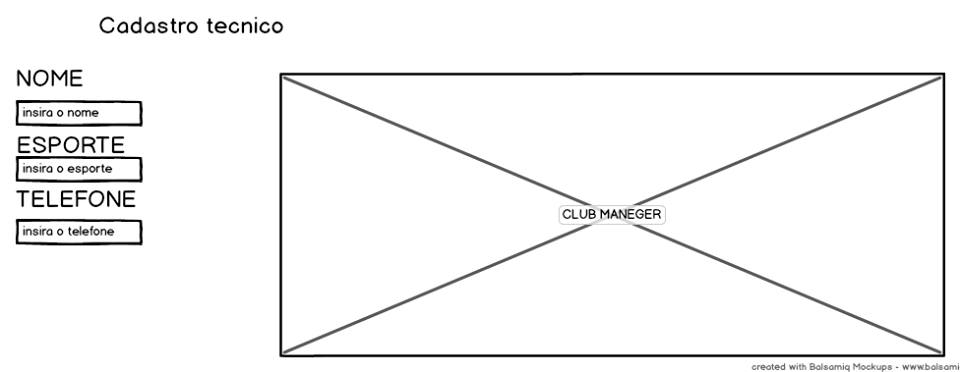 Cadastro tecnico
NOME
insira o nome
ESPORTE
insira o esporte
TELEFONE
insira o telefone
CLUB MANEGER
created with Balsamiq Mockups - www.balsami